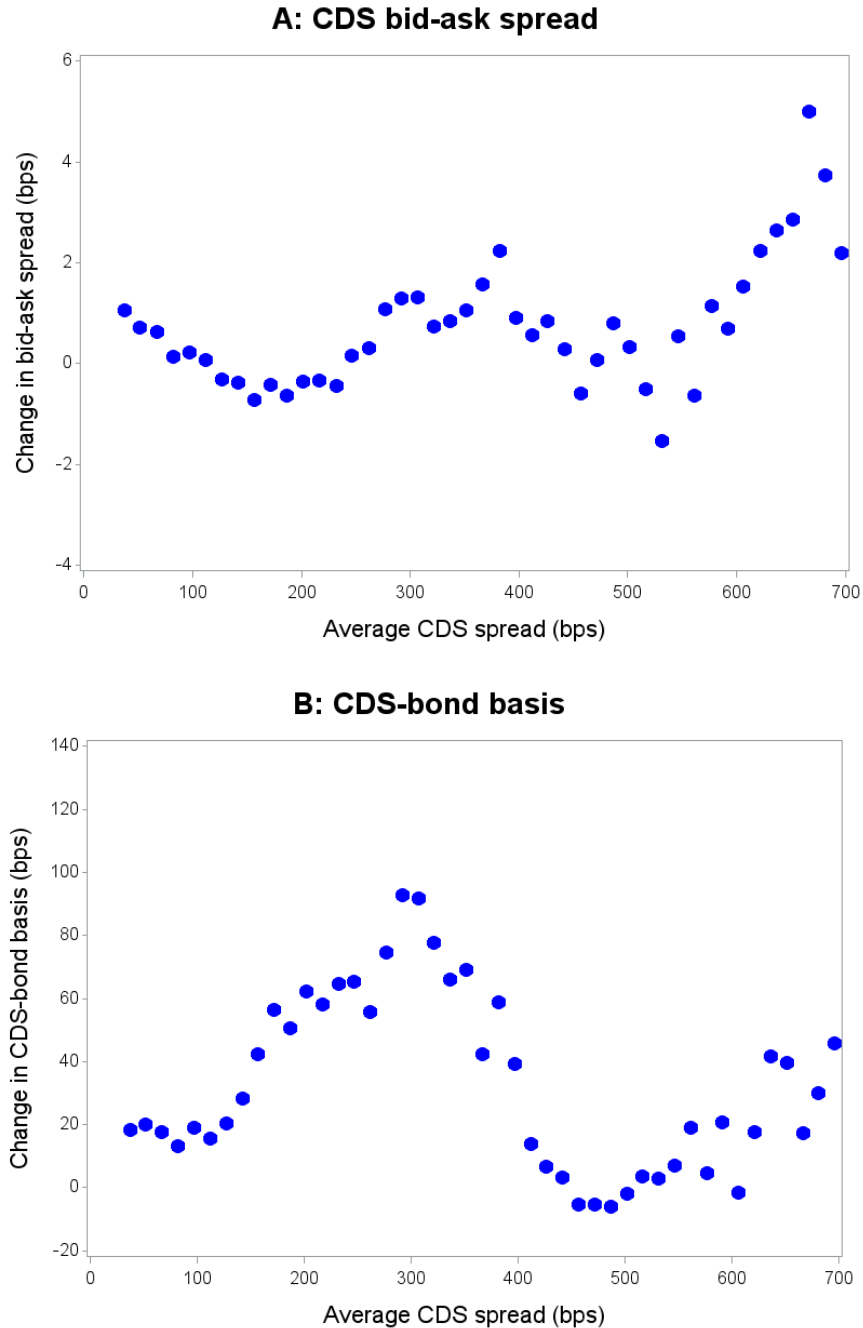 A: CDS bid-ask spread
6
4
2
0
-2
-4
Change in bid-ask spread (bps)
0 100 200 300 400 500 600 700
Average CDS spread (bps)
B: CDS-bond basis
140
120
100
80
60
40
20
0
-20
Change in CDS-bond basis (bps)
0 100 200 300 400 500 600 700
Average CDS spread (bps)